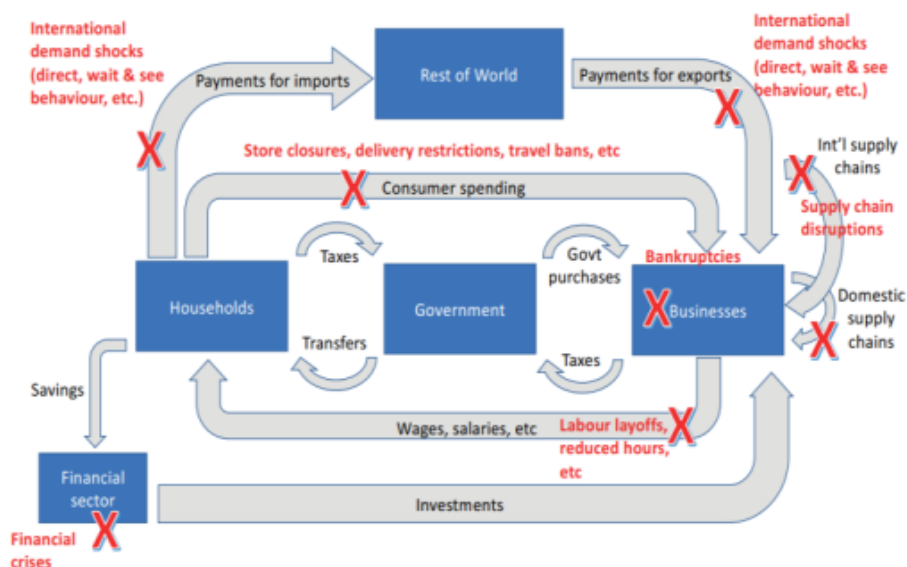 International
demand shocks
(direct, wait & see
behaviour, etc.)
Payments for imports
Rest of World
Payments for exports
International
demand shocks
(direct, wait & see
behaviour, etc.)
Store closures, delivery restrictions, travel bans, etc
Consumer spending
Int'l supply
chains
Supply chain
disruptions
Taxes
Govt
purchases
Bankruptcies
Households
Government
Businesses
Domestic
supply
chains
Transfers
Taxes
Savings
Wages, salaries, etc
Labour layoffs,
reduced hours,
etc
Financial
sector
Investments
Financial
crises